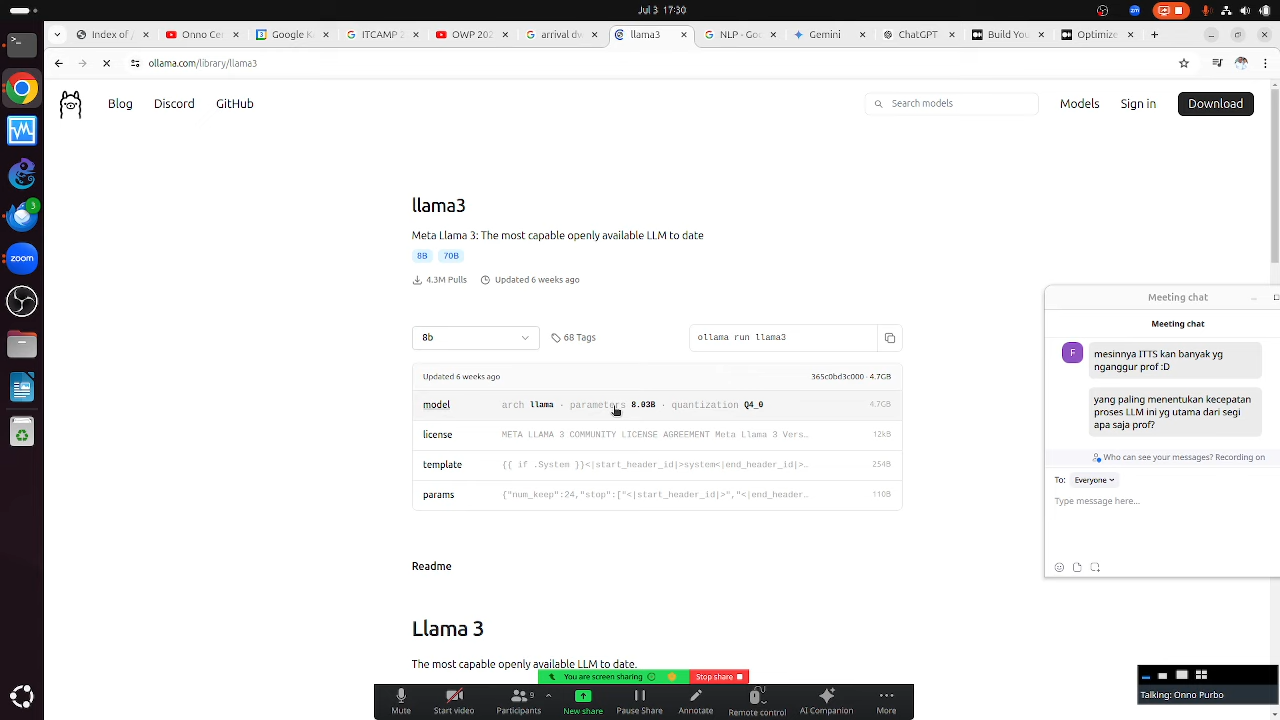 Jul 3 17:30
Index of /
Onno Ce
Google K
ITCAMP 2
OWP 202
arrival dv
llama3
NLP - Goo
Gemini
ChatGPT
Build You
Optimize
ollama.com/library/llama3
Blog
Discord
GitHub
Search models
Models
Sign in
Download
llama3
Meta Llama 3: The most capable openly available LLM to date
8B
70B
4.3M Pulls
Updated 6 weeks ago
8b
68 Tags
ollama run llama3
Updated 6 weeks ago
365c0bd3c000 · 4.7GB
model
arch llama · parameters 8.03B · quantization Q4_0
4.7GB
license
META LLAMA 3 COMMUNITY LICENSE AGREEMENT Meta Llama 3 Vers…
12kB
template
{{ if .System }}<|start_header_id|>system<|end_header_id|>…
254B
params
{"num_keep":24,"stop":["<|start_header_id|>","<|end_header…
110B
Readme
Llama 3
The most capable openly available LLM to date.
Meeting chat
Meeting chat
F
mesinnya ITTS kan banyak yg
nganggur prof :D
yang paling menentukan kecepatan
proses LLM ini yg utama dari segi
apanya prof?
Who can see your messages? Recording on
To:
Everyone
Type message here...
You are screen sharing
Stop share
Mute
Start video
9
Participants
New share
Pause Share
Annotate
Remote control
AI Companion
More
Talking: Onno Purbo
3
zoom
zm